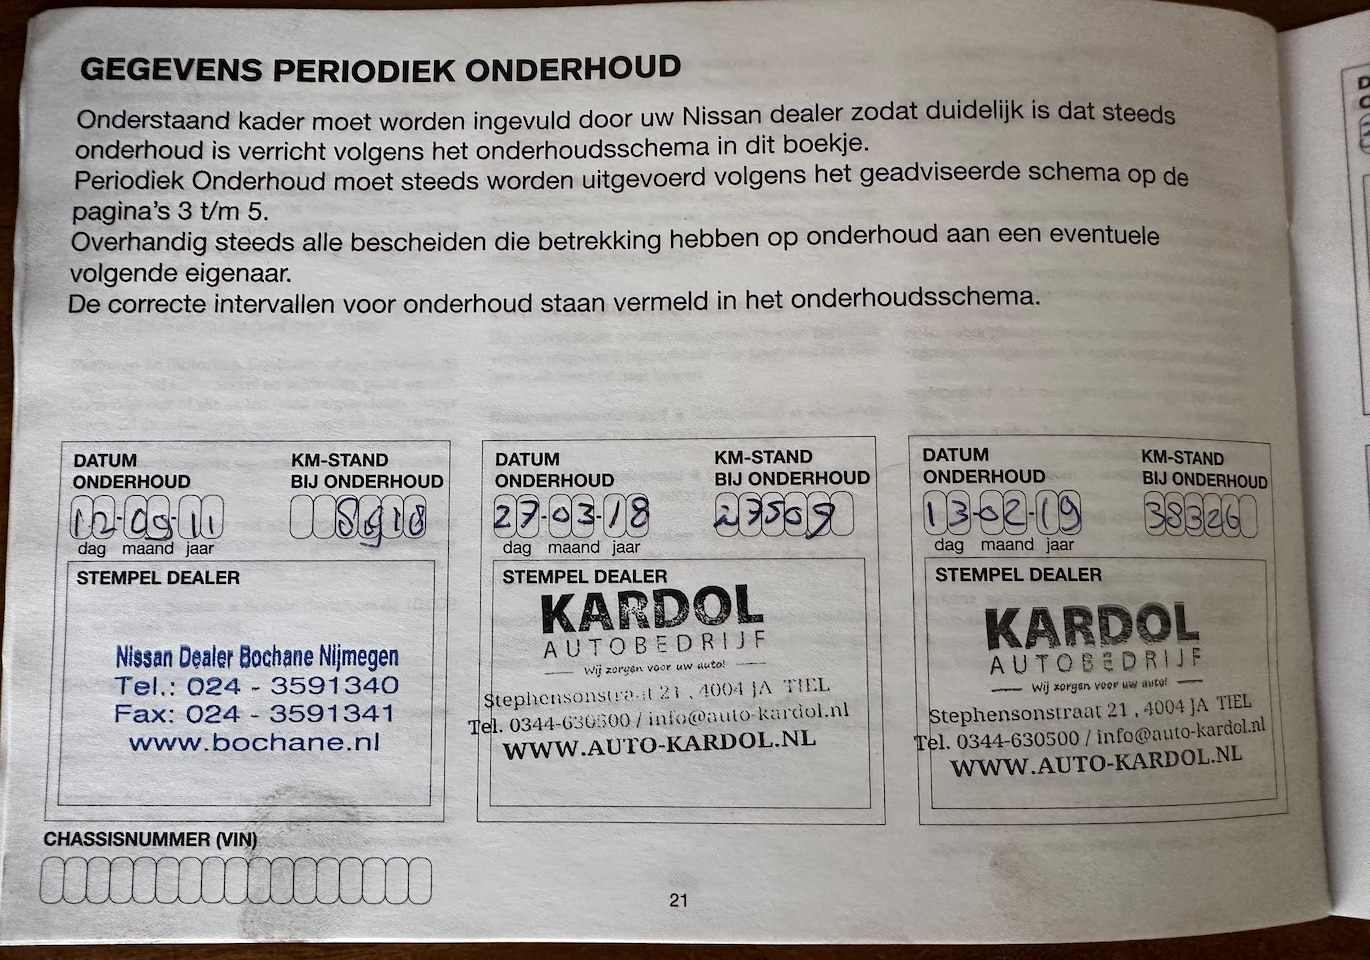 GEGEVENS PERIODIEK ONDERHOUD
Onderstaand kader moet worden ingevuld door uw Nissan dealer zodat duidelijk is dat steeds
onderhoud is verricht volgens het onderhoudsschema in dit boekje.
Periodiek Onderhoud moet steeds worden uitgevoerd volgens het geadviseerde schema op de
pagina's 3 t/m 5.
Overhandig steeds alle bescheiden die betrekking hebben op onderhoud aan een eventuele
volgende eigenaar.
De correcte intervallen voor onderhoud staan vermeld in het onderhoudsschema.
DATUM
ONDERHOUD
KM-STAND
BIJ ONDERHOUD
12-09-11
8918
dag maand jaar
STEMPEL DEALER
Nissan Dealer Bochane Nijmegen
Tel.: 024 - 3591340
Fax: 024 - 3591341
www.bochane.nl
DATUM
ONDERHOUD
KM-STAND
BIJ ONDERHOUD
27-03-18
27509
dag maand jaar
STEMPEL DEALER
KARDOL
AUTOBEDRIJF
Wij zorgen voor uw auto!
Stephensonstraat 21 , 4004 JA TIEL
Tel. 0344-630500 / info@auto-kardol.nl
WWW.AUTO-KARDOL.NL
DATUM
ONDERHOUD
KM-STAND
BIJ ONDERHOUD
13-02-19
38326
dag maand jaar
STEMPEL DEALER
KARDOL
AUTOBEDRIJF
Wij zorgen voor uw auto!
Stephensonstraat 21 , 4004 JA TIEL
Tel. 0344-630500 / info@auto-kardol.nl
WWW.AUTO-KARDOL.NL
CHASSISNUMMER (VIN)
21